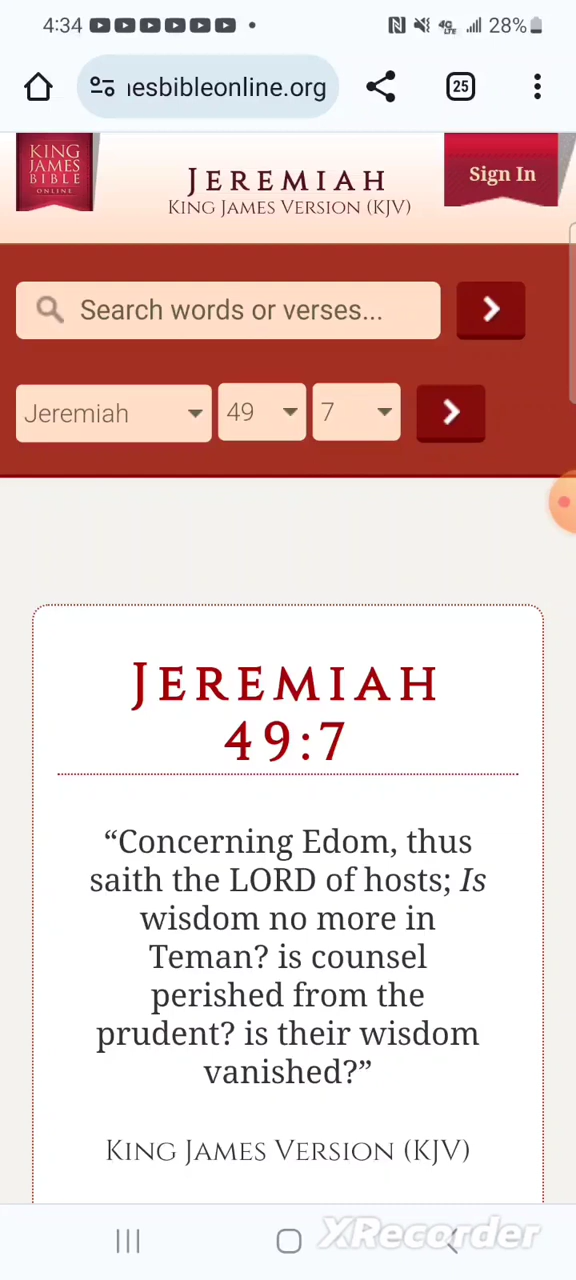 4:34
4G LTE
28%
iesbibleonline.org
25
KING
JAMES
BIBLE
ONLINE
JEREMIAH
KING JAMES VERSION (KJV)
Sign In
Search words or verses...
Jeremiah
49
7
JEREMIAH
49:7
“Concerning Edom, thus
saith the LORD of hosts; Is
wisdom no more in
Teman? is counsel
perished from the
prudent? is their wisdom
vanished?”
KING JAMES VERSION (KJV)
XRecorder